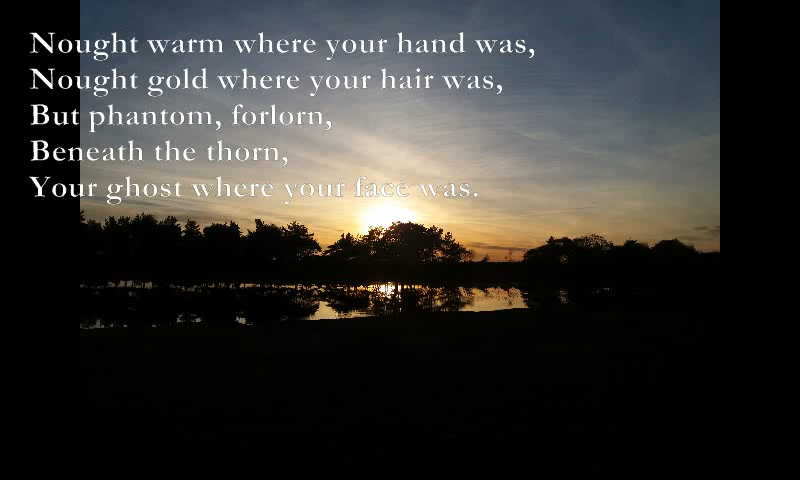 Nought warm where your hand was,
Nought gold where your hair was,
But phantom, forlorn,
Beneath the thorn,
Your ghost where your face was.